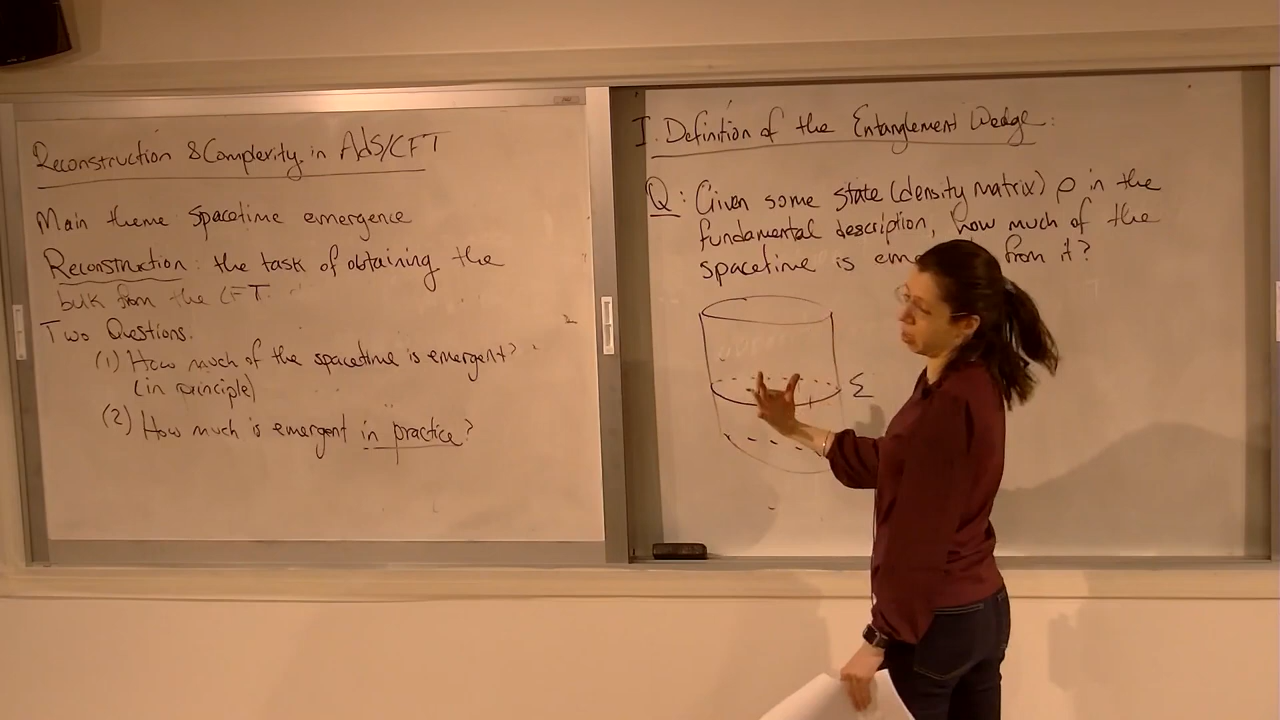 Reconstruction & Complexity in AdS/CFT
Main theme spacetime emergence
Reconstruction: the task of obtaining the
bulk from the CFT.
Two Questions.
(1) How much of the spacetime is emergent?
(in principle)
(2) How much is emergent in practice?
I. Definition of the Entanglement Wedge:
Q: Given some state (density matrix) ρ in the
fundamental description, how much of the
spacetime is from it?
Σ